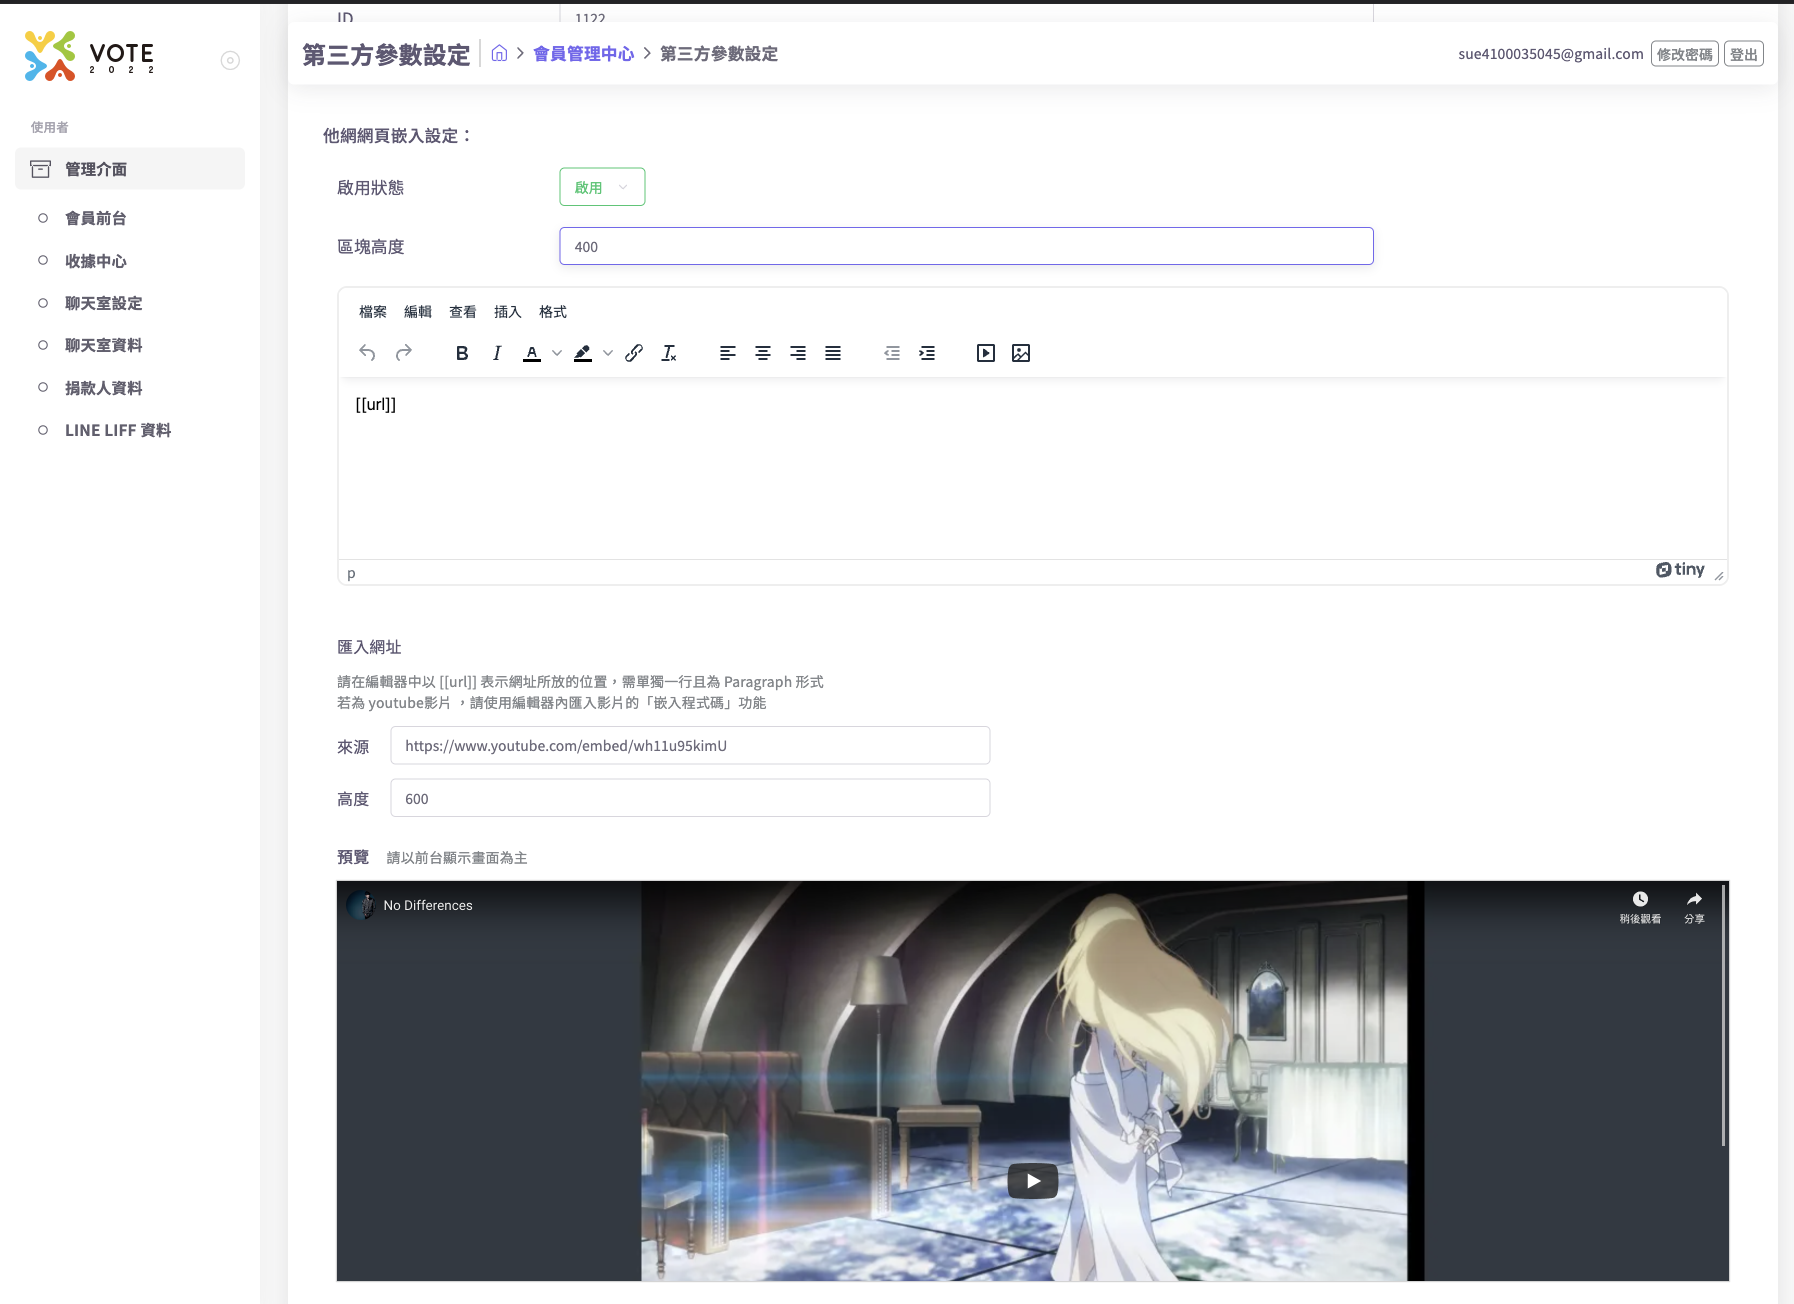 ID
1122
第三方參數設定
會員管理中心
第三方參數設定
sue4100035045@gmail.com
修改密碼
登出
VOTE
2022
使用者
管理介面
會員前台
收據中心
聊天室設定
聊天室資料
捐款人資料
LINE LIFF 資料
他網網頁嵌入設定：
啟用狀態
啟用
區塊高度
400
檔案 編輯 查看 插入 格式
[[url]]
p
tiny
匯入網址
請在編輯器中以 [[url]] 表示網址所放的位置，需單獨一行且為 Paragraph 形式
若為 youtube影片 ，請使用編輯器內匯入影片的「嵌入程式碼」功能
來源
https://www.youtube.com/embed/wh11u95kimU
高度
600
預覽 請以前台顯示畫面為主
No Differences
稍後觀看
分享